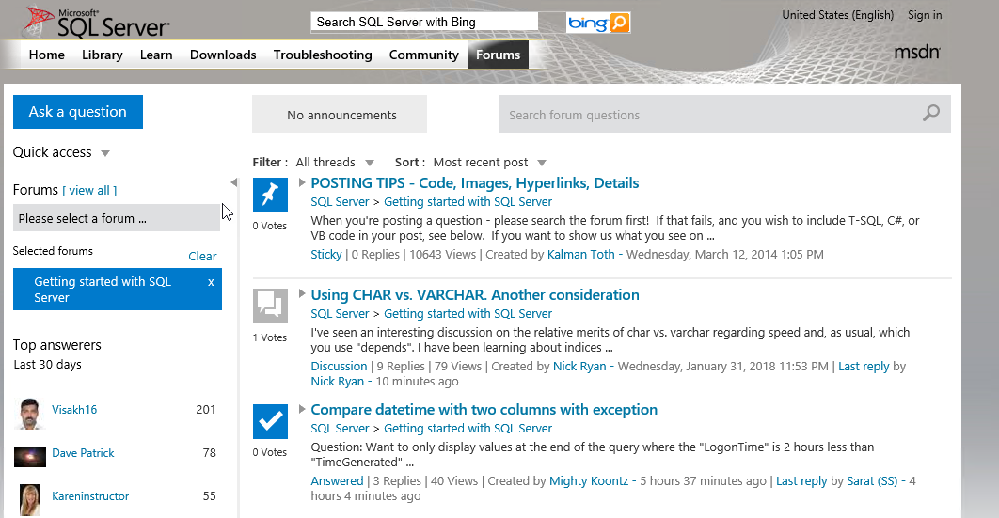 Microsoft®
SQL Server®
Search SQL Server with Bing
bing
United States (English) Sign in
Home Library Learn Downloads Troubleshooting Community Forums
msdn
Ask a question
No announcements
Search forum questions
Quick access
Filter : All threads Sort : Most recent post
Forums [ view all ]
Please select a forum ...
Selected forums
Clear
Getting started with SQL
Server
x
Top answerers
Last 30 days
Visakh16 201
Dave Patrick 78
Kareninstructor 55
0 Votes
POSTING TIPS - Code, Images, Hyperlinks, Details
SQL Server > Getting started with SQL Server
When you're posting a question - please search the forum first!  If that fails, and you wish to include T-SQL, C#, or
VB code in your post, see below.  If you want to show us what you see on ...
Sticky | 0 Replies | 10643 Views | Created by Kalman Toth - Wednesday, March 12, 2014 1:05 PM
1 Votes
Using CHAR vs. VARCHAR. Another consideration
SQL Server > Getting started with SQL Server
I've seen an interesting discussion on the relative merits of char vs. varchar regarding speed and, as usual, which
you use "depends". I have been learning about indices ...
Discussion | 9 Replies | 79 Views | Created by Nick Ryan - Wednesday, January 31, 2018 11:53 PM | Last reply by
Nick Ryan - 10 minutes ago
0 Votes
Compare datetime with two columns with exception
SQL Server > Getting started with SQL Server
Question: Want to only display values at the end of the query where the "LogonTime" is 2 hours less than
"TimeGenerated" ...
Answered | 3 Replies | 40 Views | Created by Mighty Koontz - 5 hours 37 minutes ago | Last reply by Sarat (SS) - 4
hours 4 minutes ago